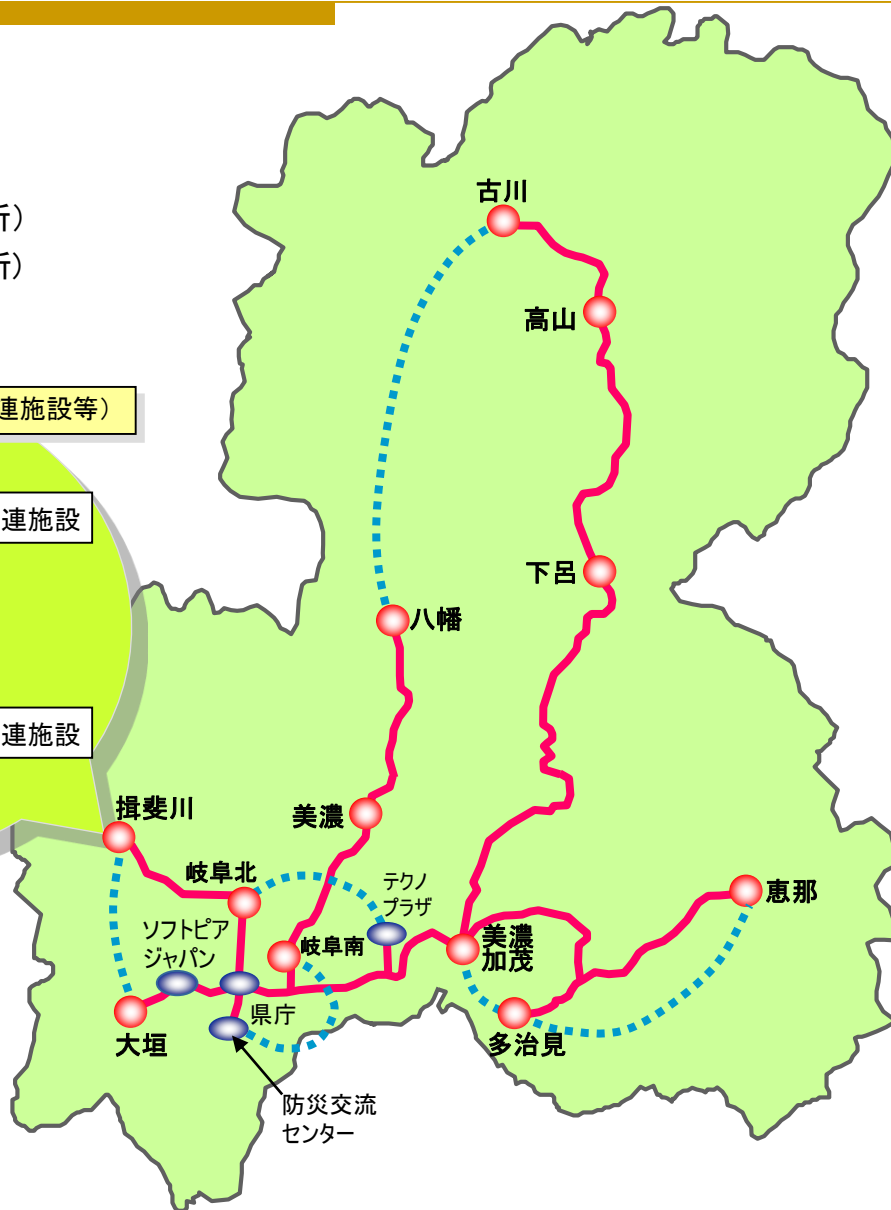 所）
所）
連施設等）
連施設
連施設
古川
高山
下呂
八幡
揖斐川
美濃
岐阜北
テクノ
プラザ
恵那
ソフトピア
ジャパン
岐阜南
美濃
加茂
県庁
大垣
多治見
防災交流
センター